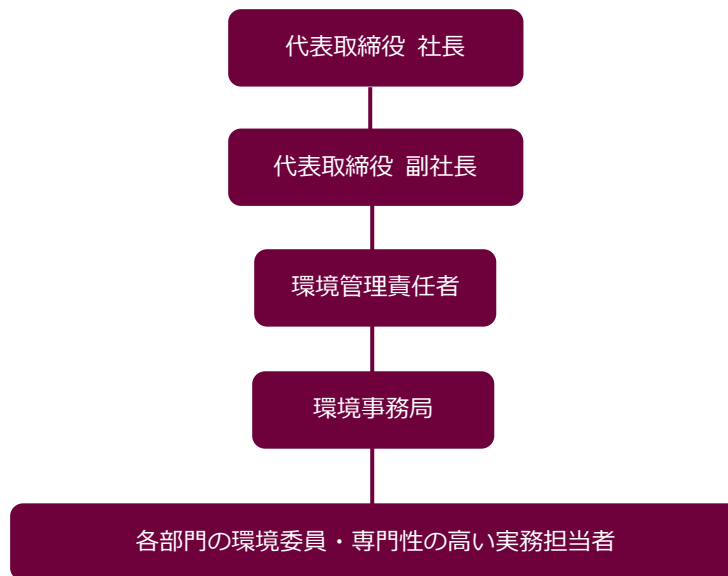 代表取締役 社長
代表取締役 副社長
環境管理責任者
環境事務局
各部門の環境委員・専門性の高い実務担当者